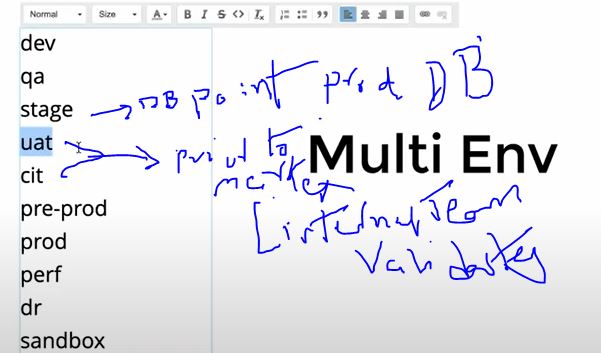 Normal Size A B I S <> Tx
dev
qa
stage → DB point prod DB
uat
cit
print to
market
Multi Env
[internal Team
Validates
pre-prod
prod
perf
dr
sandbox